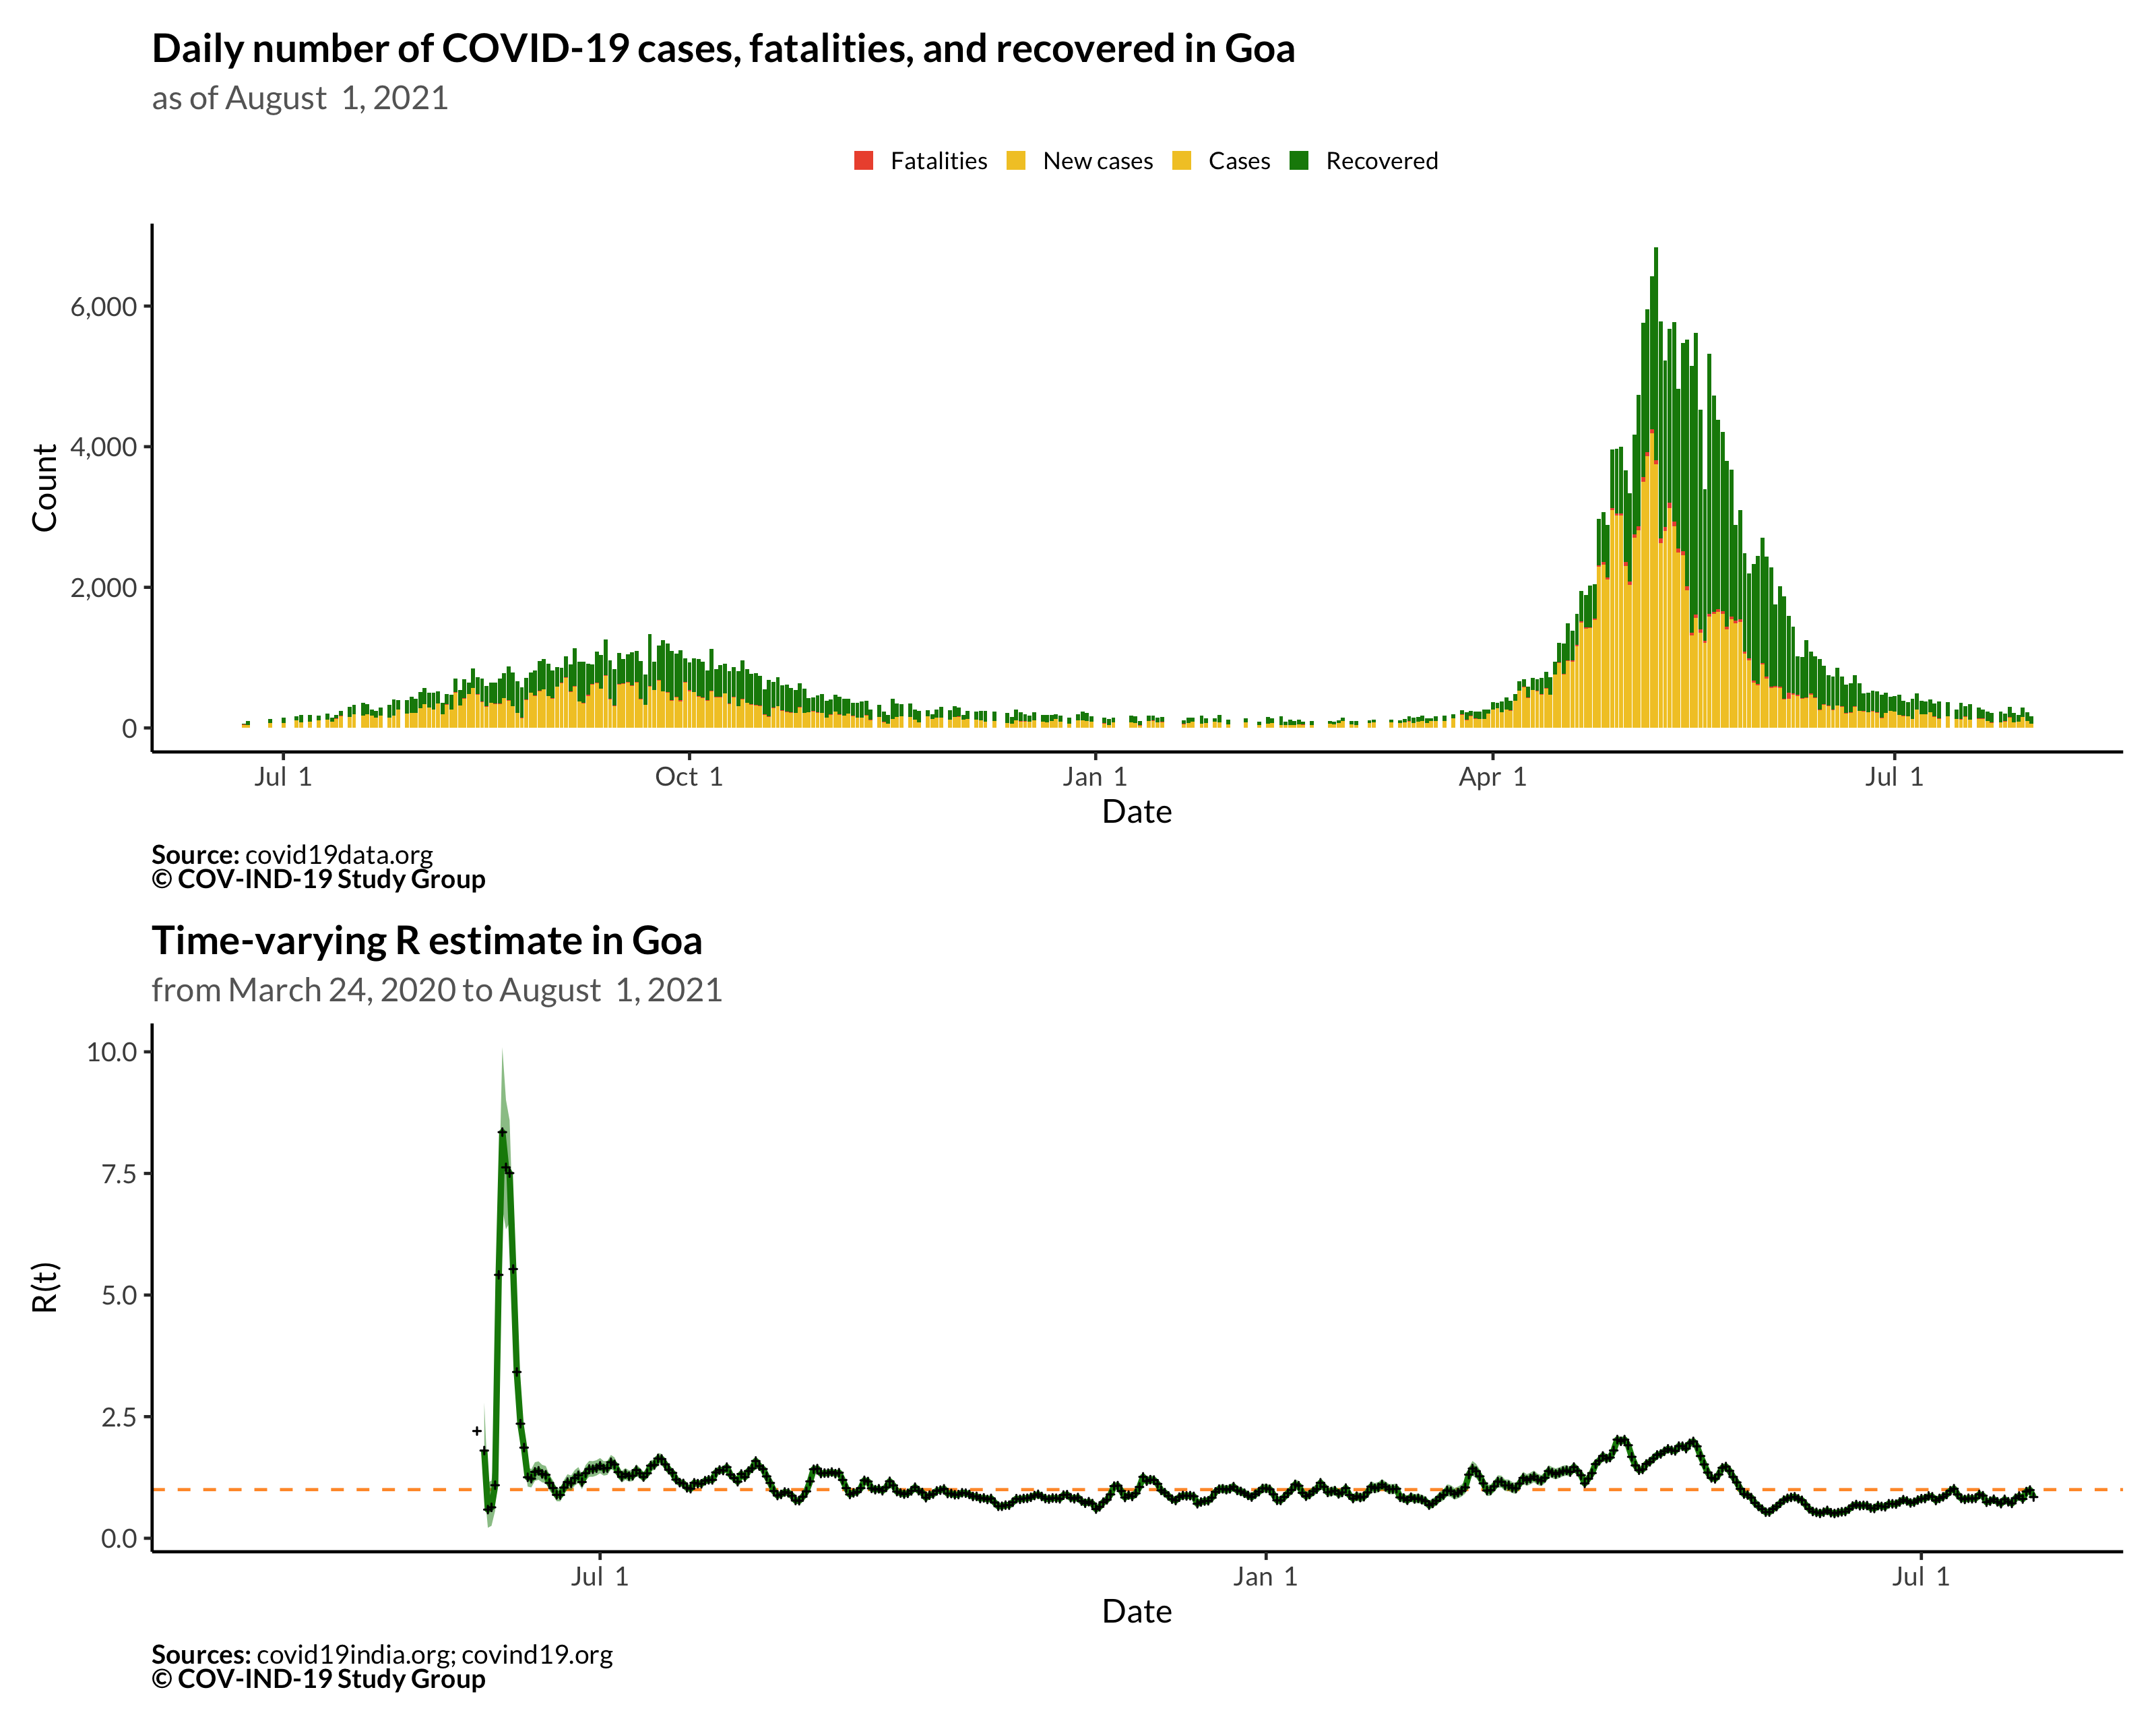 Daily number of COVID-19 cases, fatalities, and recovered in Goa
as of August  1, 2021
Fatalities New cases Cases Recovered
6,000
4,000
2,000
0
Count
Jul  1 Oct  1 Jan  1 Apr  1 Jul  1
Date
Source: covid19data.org
© COV-IND-19 Study Group
Time-varying R estimate in Goa
from March 24, 2020 to August  1, 2021
10.0
7.5
5.0
2.5
0.0
R(t)
Jul  1 Jan  1 Jul  1
Date
Sources: covid19india.org; covind19.org
© COV-IND-19 Study Group